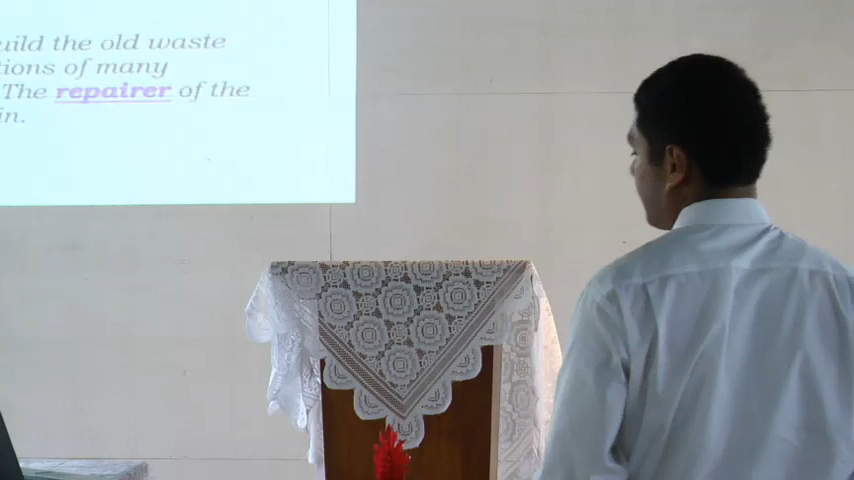 uild the old waste
tions of many
The repairer of the
in.